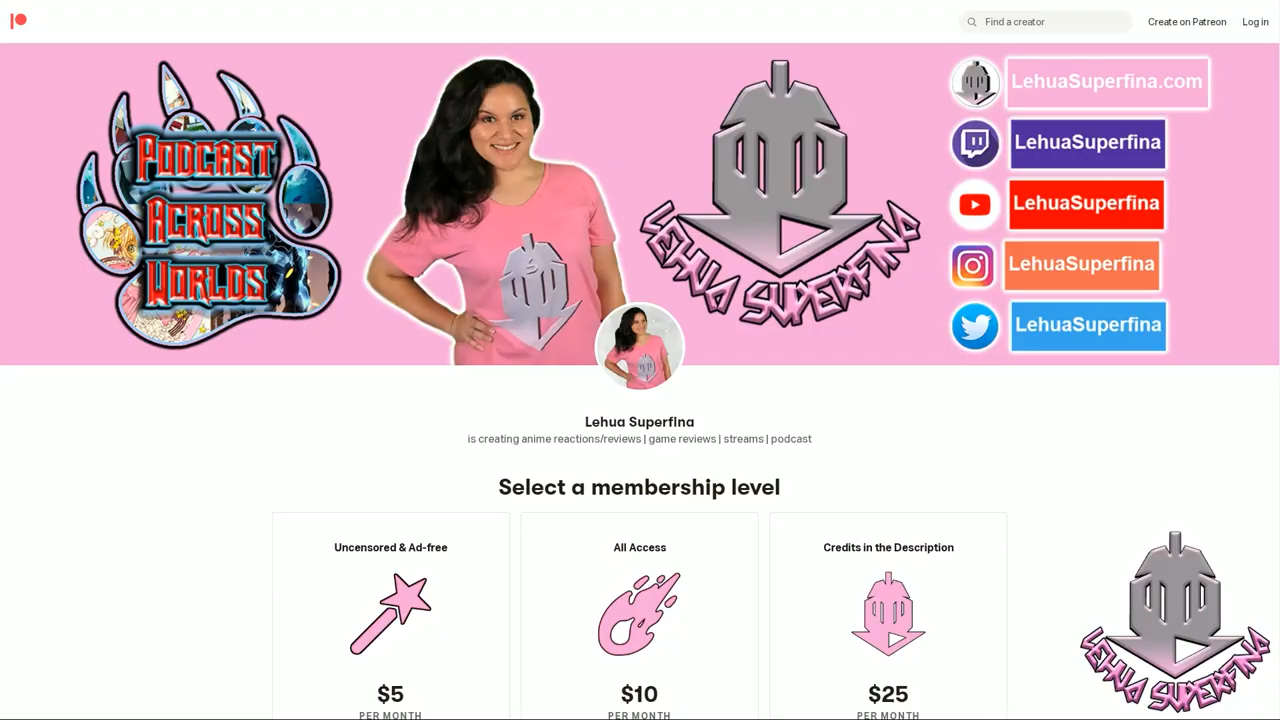 Find a creator
Create on Patreon
Log in
PODCAST
ACROSS
WORLDS
LEHUA SUPERFINA
LehuaSuperfina.com
LehuaSuperfina
LehuaSuperfina
LehuaSuperfina
LehuaSuperfina
Lehua Superfina
is creating anime reactions/reviews | game reviews | streams | podcast
Select a membership level
Uncensored & Ad-free
All Access
Credits in the Description
$5
$10
$25
PER MONTH
PER MONTH
PER MONTH
LEHUA SUPERFINA